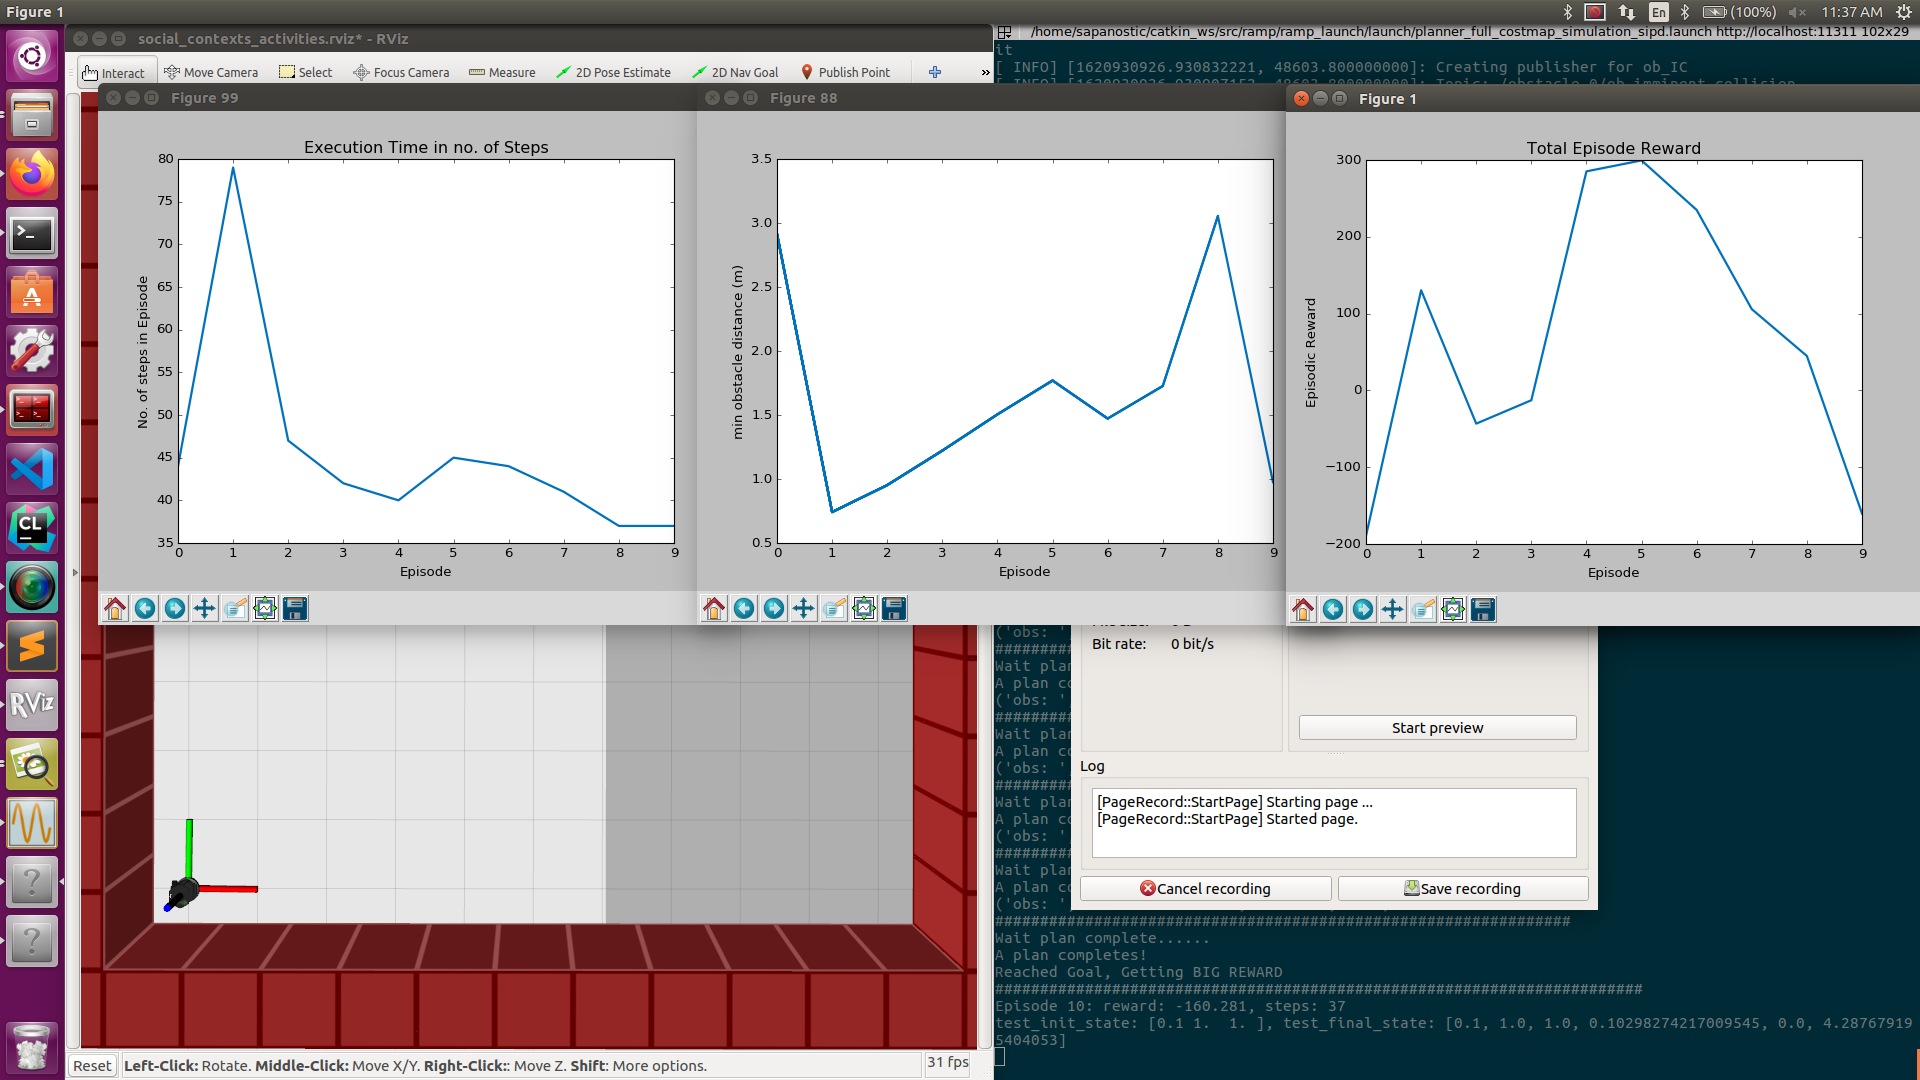 Figure 1
En
(100%)
11:37 AM
social_contexts_activities.rviz* - RViz
/home/sapanostic/catkin_ws/src/ramp/ramp_launch/launch/planner_full_costmap_simulation_sipd.launch http://localhost:11311 102x29
it
[ INFO] [1620930926.930832221, 48603.800000000]: Creating publisher for ob_IC
Interact
Move Camera
Select
Focus Camera
Measure
2D Pose Estimate
2D Nav Goal
Publish Point
»
Figure 99
Execution Time in no. of Steps
No. of steps in Episode
80
75
70
65
60
55
50
45
40
35
0 1 2 3 4 5 6 7 8 9
Episode
Figure 88
min obstacle distance (m)
3.5
3.0
2.5
2.0
1.5
1.0
0.5
0 1 2 3 4 5 6 7 8 9
Episode
Figure 1
Total Episode Reward
Episodic Reward
300
200
100
0
−100
−200
0 1 2 3 4 5 6 7 8 9
Episode
CL
RViz
Bit rate: 0 bit/s
Start preview
Log
[PageRecord::StartPage] Starting page ...
[PageRecord::StartPage] Started page.
Cancel recording
Save recording
('obs: '
Wait plan
A plan co
('obs: '
Wait plan
A plan co
('obs: '
Wait plan
A plan co
('obs: '
Wait plan
A plan co
('obs: '
Wait plan complete......
A plan completes!
Reached Goal, Getting BIG REWARD
Episode 10: reward: -160.281, steps: 37
test_init_state: [0.1 1. 1. ], test_final_state: [0.1, 1.0, 1.0, 0.10298274217009545, 0.0, 4.28767919
5404053]
Reset
Left-Click: Rotate. Middle-Click: Move X/Y. Right-Click:: Move Z. Shift: More options.
31 fps